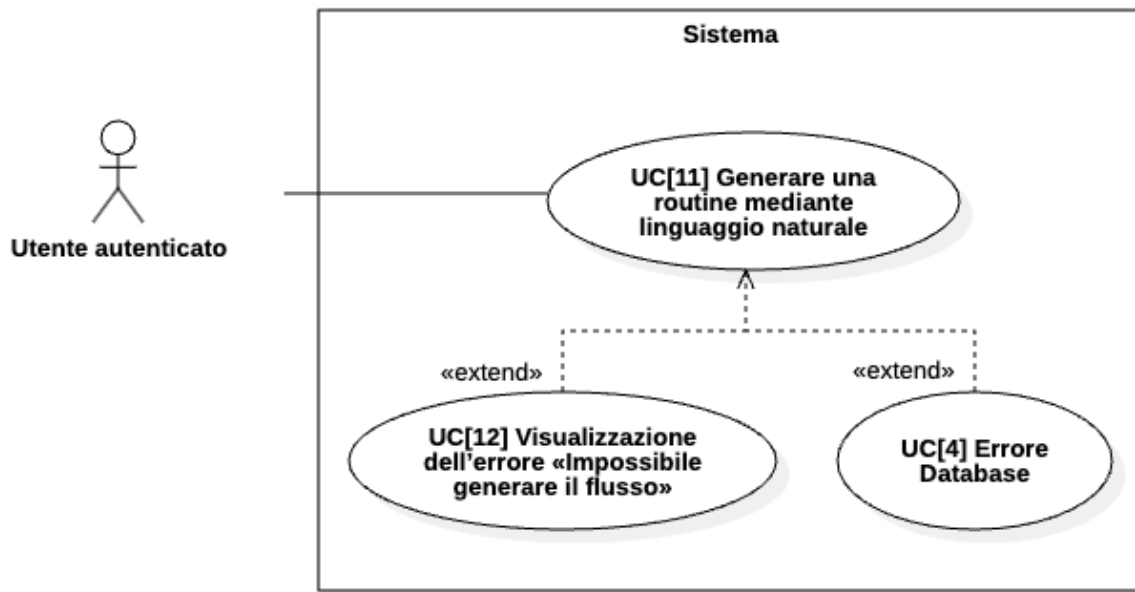 Sistema
UC[11] Generare una
routine mediante
linguaggio naturale
Utente autenticato
«extend»
«extend»
UC[12] Visualizzazione
dell’errore «Impossibile
generare il flusso»
UC[4] Errore
Database